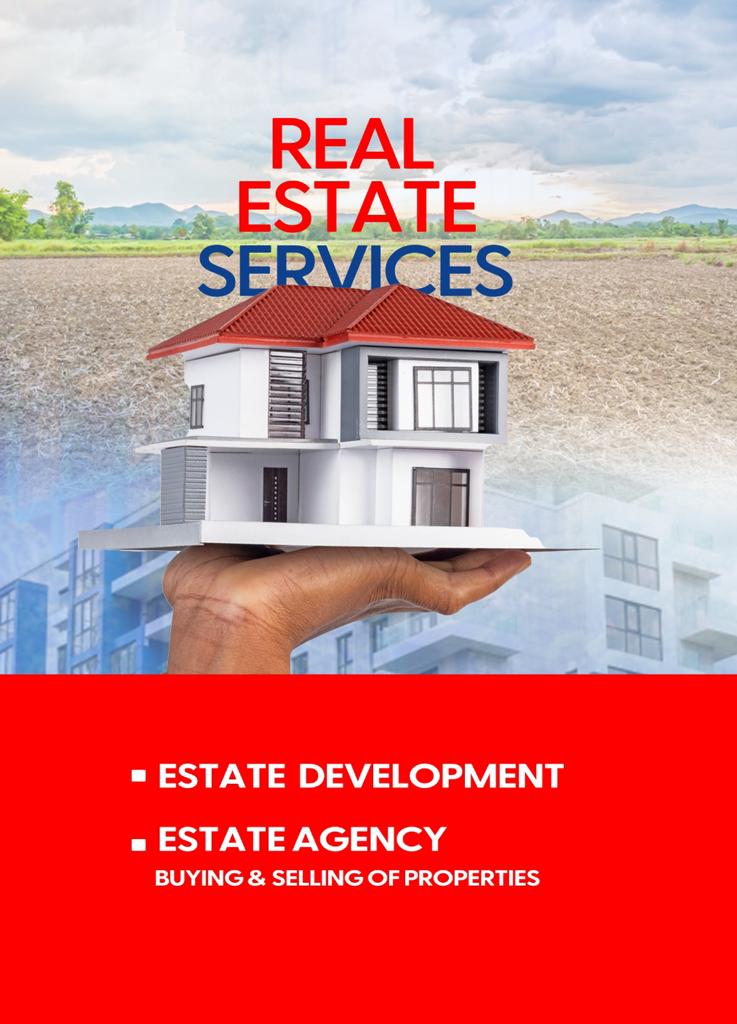 REAL
ESTATE
SERVICES
ESTATE DEVELOPMENT
ESTATE AGENCY
BUYING & SELLING OF PROPERTIES